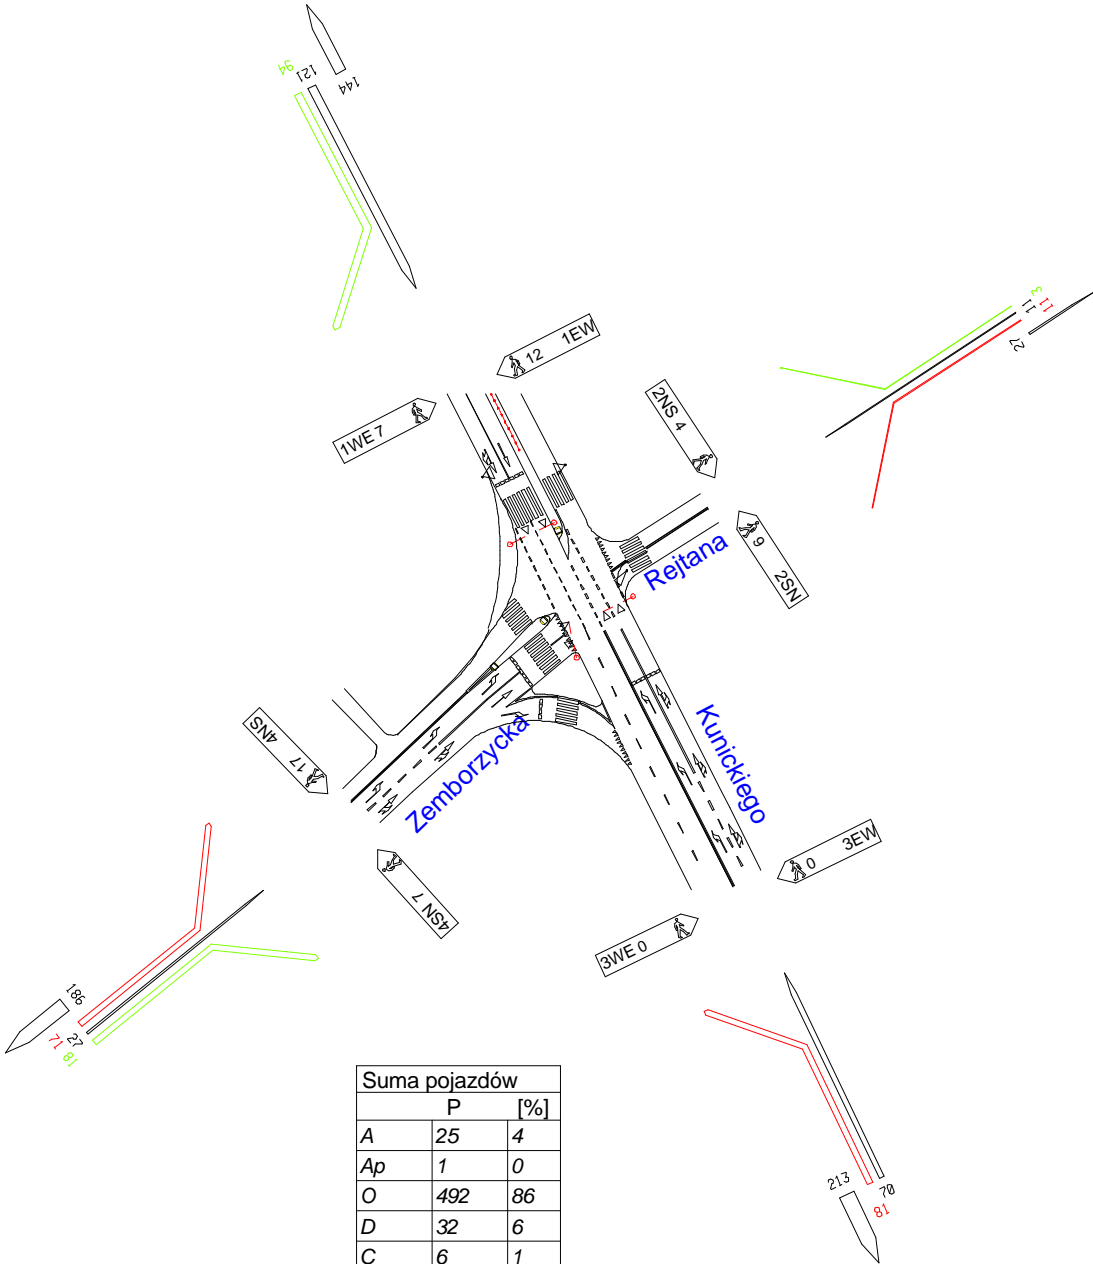 94
121
144
12 1EW
1WE 7
2NS 4
3
11
11
27
9 2SN
Rejtana
Kunickiego
Zemborzycka
17 4NS
4SN 7
0 3EW
3WE 0
186
27
71
81
213
70
81
Suma pojazdów
P [%]
A 25 4
Ap 1 0
O 492 86
D 32 6
C 6 1